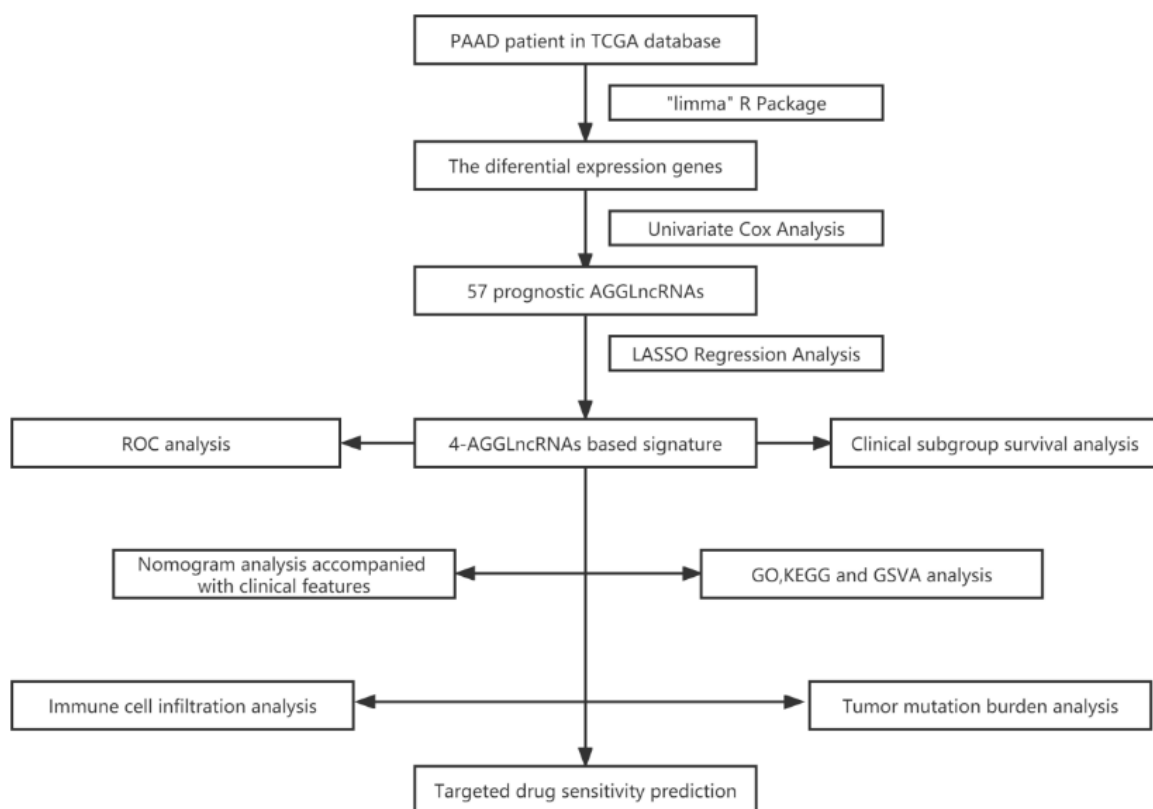 PAAD patient in TCGA database
"limma" R Package
The diferential expression genes
Univariate Cox Analysis
57 prognostic AGGLncRNAs
LASSO Regression Analysis
ROC analysis
4-AGGLncRNAs based signature
Clinical subgroup survival analysis
Nomogram analysis accompanied
with clinical features
GO,KEGG and GSVA analysis
Immune cell infiltration analysis
Tumor mutation burden analysis
Targeted drug sensitivity prediction